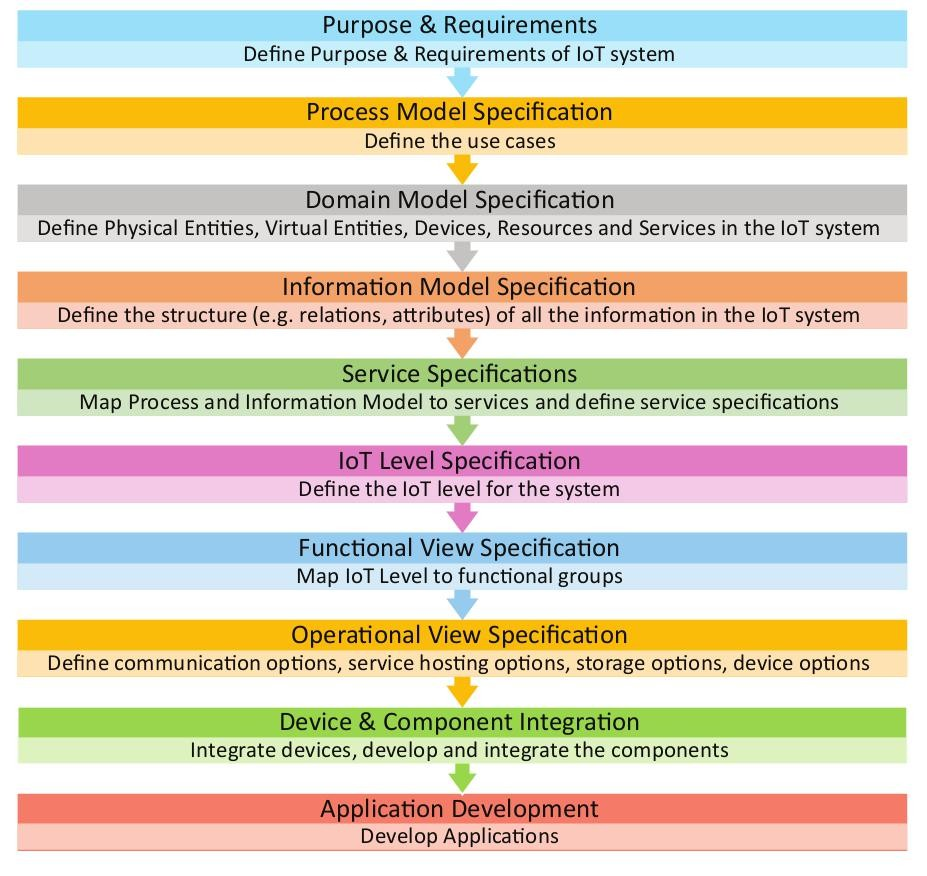 Purpose & Requirements
Define Purpose & Requirements of IoT system
Process Model Specification
Define the use cases
Domain Model Specification
Define Physical Entities, Virtual Entities, Devices, Resources and Services in the IoT system
Information Model Specification
Define the structure (e.g. relations, attributes) of all the information in the IoT system
Service Specifications
Map Process and Information Model to services and define service specifications
IoT Level Specification
Define the IoT level for the system
Functional View Specification
Map IoT Level to functional groups
Operational View Specification
Define communication options, service hosting options, storage options, device options
Device & Component Integration
Integrate devices, develop and integrate the components
Application Development
Develop Applications